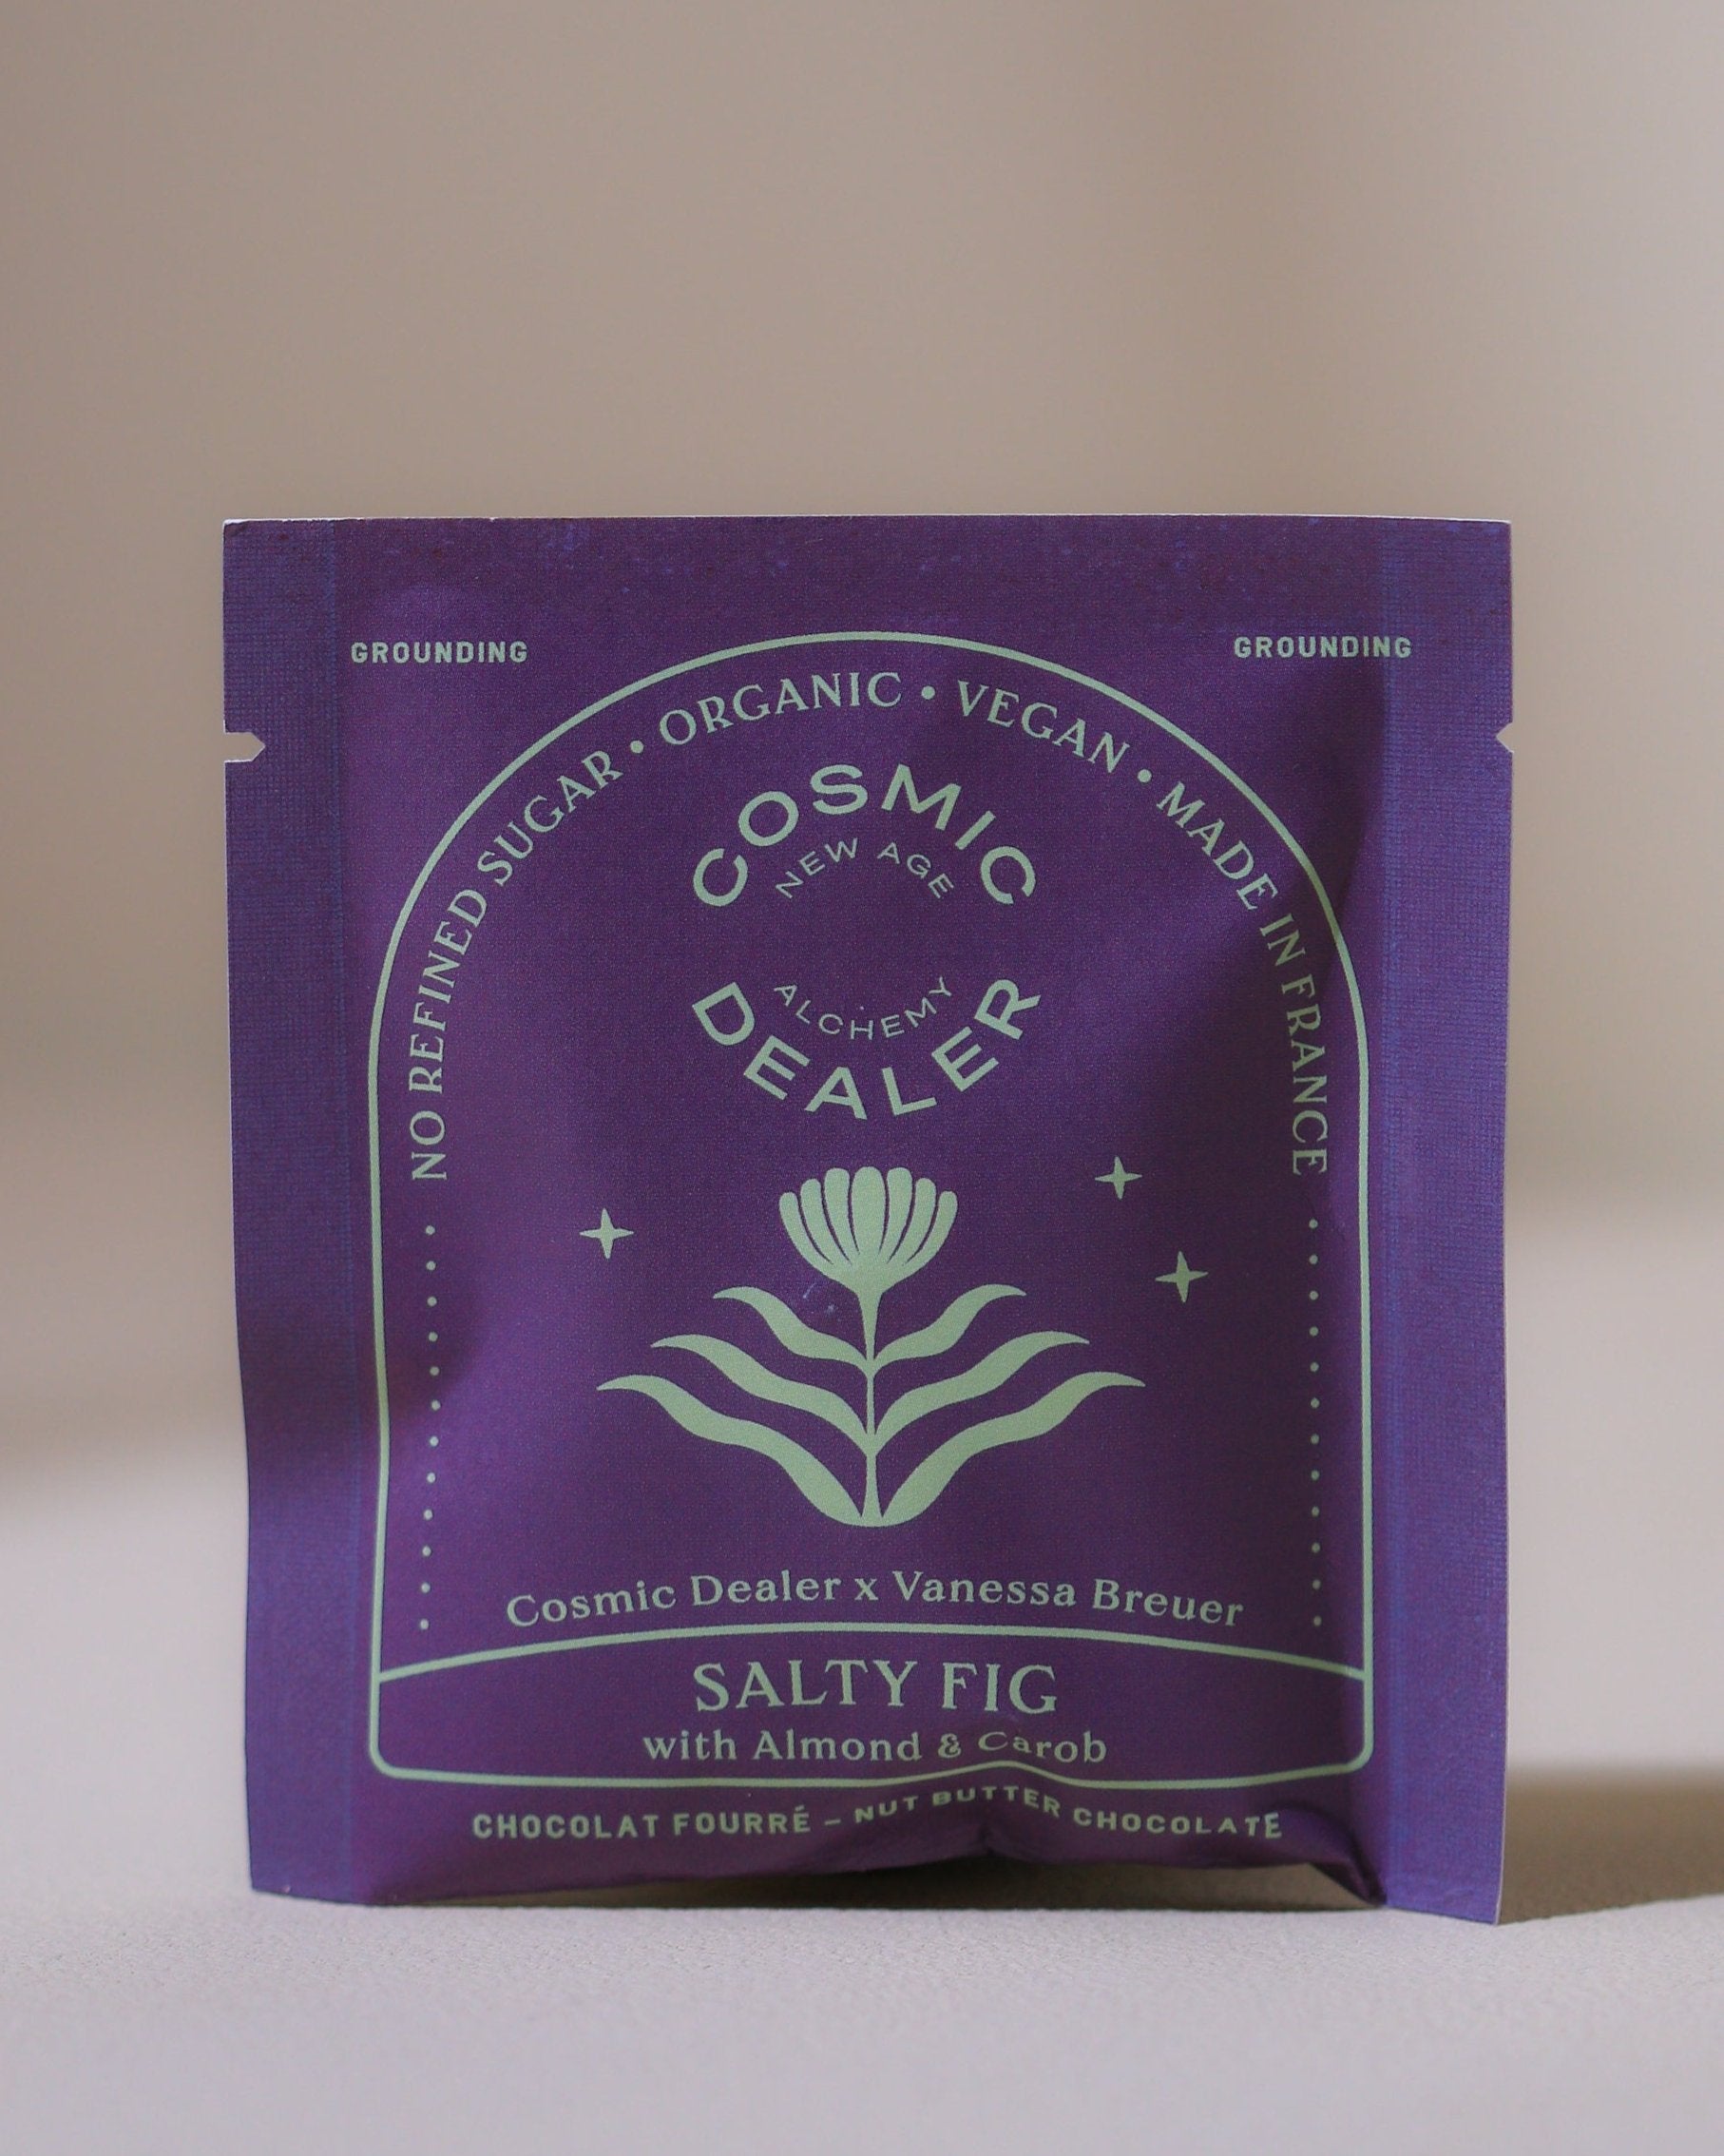 GROUNDING
GROUNDING
NO REFINED SUGAR • ORGANIC • VEGAN • MADE IN FRANCE
COSMIC
NEW AGE
ALCHEMY
DEALER
Cosmic Dealer x Vanessa Breuer
SALTY FIG
with Almond & Carob
CHOCOLAT FOURRÉ – NUT BUTTER CHOCOLATE